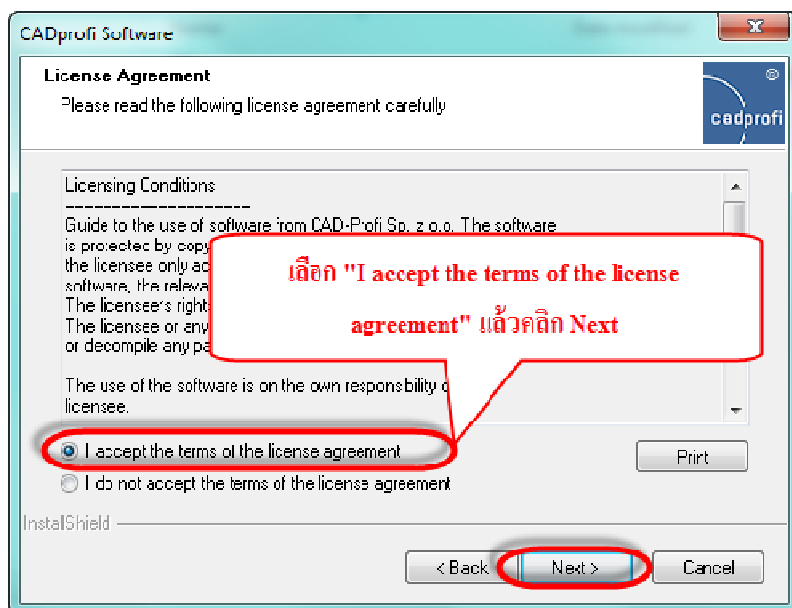 CADprofi Software
License Agreement
Please read the following license agreement carefully
®
cadprofi
Licensing Conditions
--------------------
Guide to the use of software from CAD-Profi Sp. z o.o. The software
is protected by copy
the licensee only ac
software, the releva
The licensee's right
The licensee or any
or decompile any pa
The use of the software is on the own responsibility o
licensee.
เลือก "I accept the terms of the license
agreement" แล้วคลิก Next
I accept the terms of the license agreement
Print
I do not accept the terms of the license agreement
InstallShield
< Back
Next >
Cancel